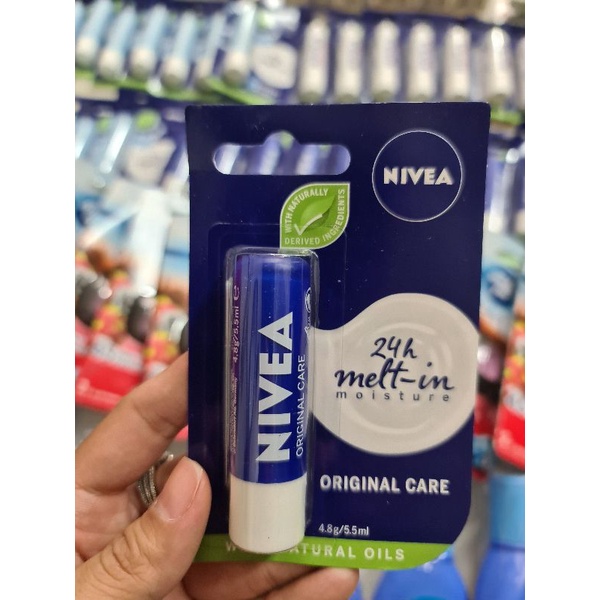 NIVEA
WITH NATURALLY
DERIVED INGREDIENTS
24h
melt-in
moisture
ORIGINAL CARE
4.8g/5.5ml
NATURAL OILS
NIVEA
ORIGINAL CARE
4.8g/5.5ml e